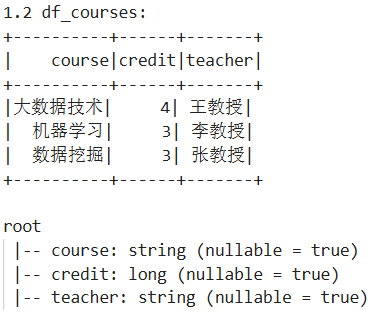 1.2 df_courses:
+----------+------+-------+
|    course|credit|teacher|
+----------+------+-------+
|大数据技术|     4| 王教授|
|  机器学习|     3| 李教授|
|  数据挖掘|     3| 张教授|
+----------+------+-------+
root
|-- course: string (nullable = true)
|-- credit: long (nullable = true)
|-- teacher: string (nullable = true)